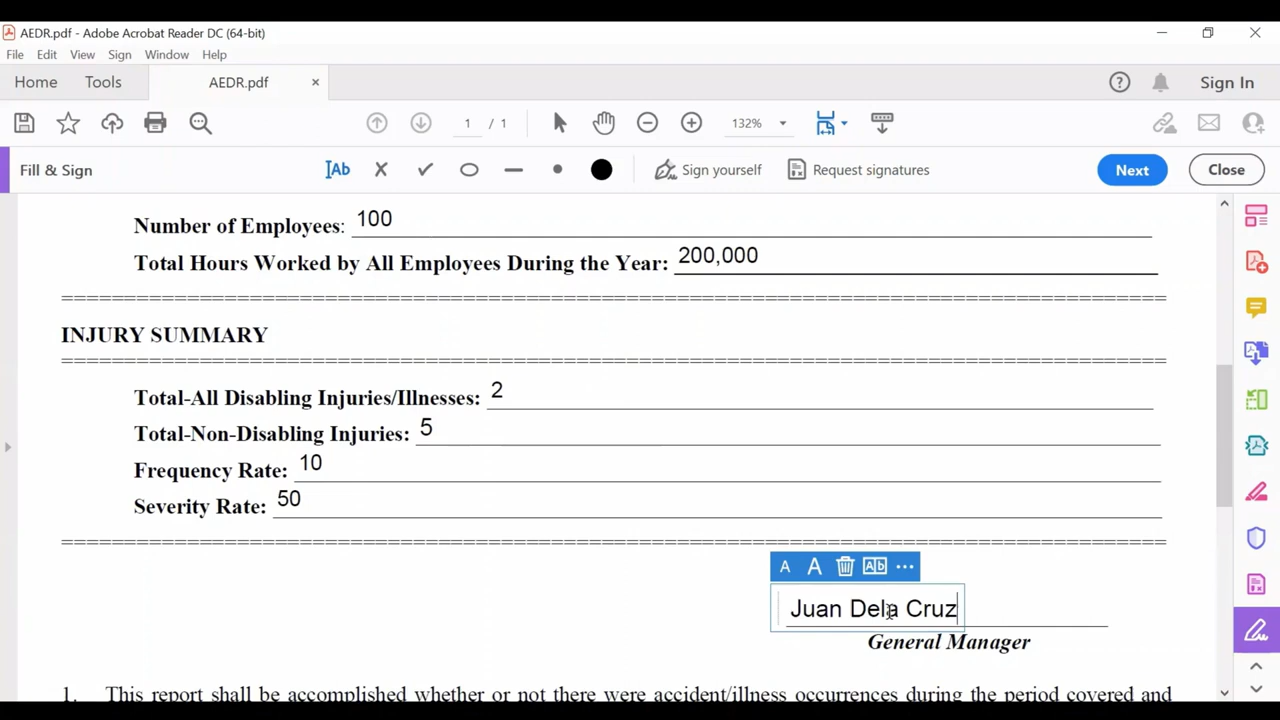 AEDR.pdf - Adobe Acrobat Reader DC (64-bit)
File Edit View Sign Window Help
Home Tools AEDR.pdf × Sign In
1 / 1 132%
Fill & Sign Ab Sign yourself Request signatures Next Close
Number of Employees: 100
Total Hours Worked by All Employees During the Year: 200,000
INJURY SUMMARY
Total-All Disabling Injuries/Illnesses: 2
Total-Non-Disabling Injuries: 5
Frequency Rate: 10
Severity Rate: 50
A A Ab
Juan Dela Cruz
General Manager
1. This report shall be accomplished whether or not there were accident/illness occurrences during the period covered and